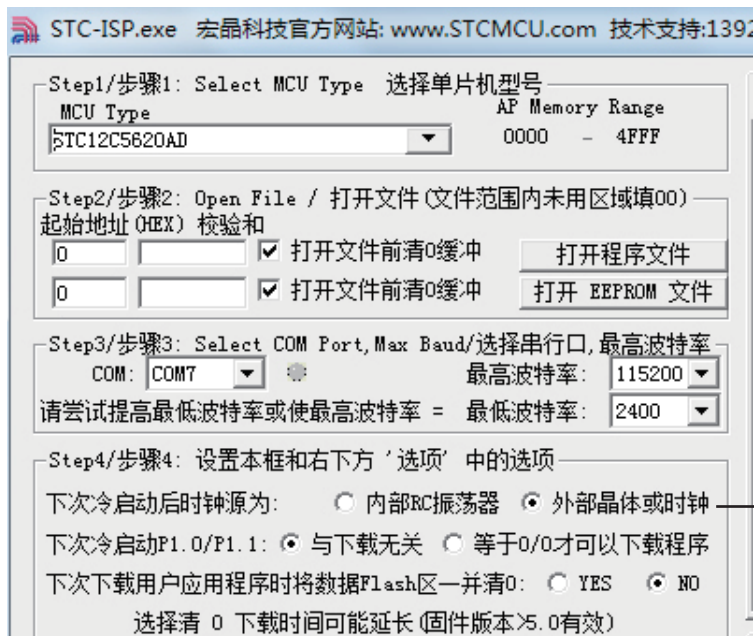 STC-ISP.exe 宏晶科技官方网站: www.STCMCU.com 技术支持:1392
Step1/步骤1: Select MCU Type 选择单片机型号
MCU Type AP Memory Range
STC12C5620AD 0000 - 4FFF
Step2/步骤2: Open File / 打开文件(文件范围内未用区域填00)
起始地址(HEX) 校验和
0 打开文件前清0缓冲 打开程序文件
0 打开文件前清0缓冲 打开 EEPROM 文件
Step3/步骤3: Select COM Port,Max Baud/选择串行口,最高波特率
COM: COM7 最高波特率: 115200
请尝试提高最低波特率或使最高波特率 = 最低波特率: 2400
Step4/步骤4: 设置本框和右下方 '选项' 中的选项
下次冷启动后时钟源为: 内部RC振荡器 外部晶体或时钟
下次冷启动P1.0/P1.1: 与下载无关 等于0/0才可以下载程序
下次下载用户应用程序时将数据Flash区一并清0: YES NO
选择清 0 下载时间可能延长(固件版本>5.0有效)